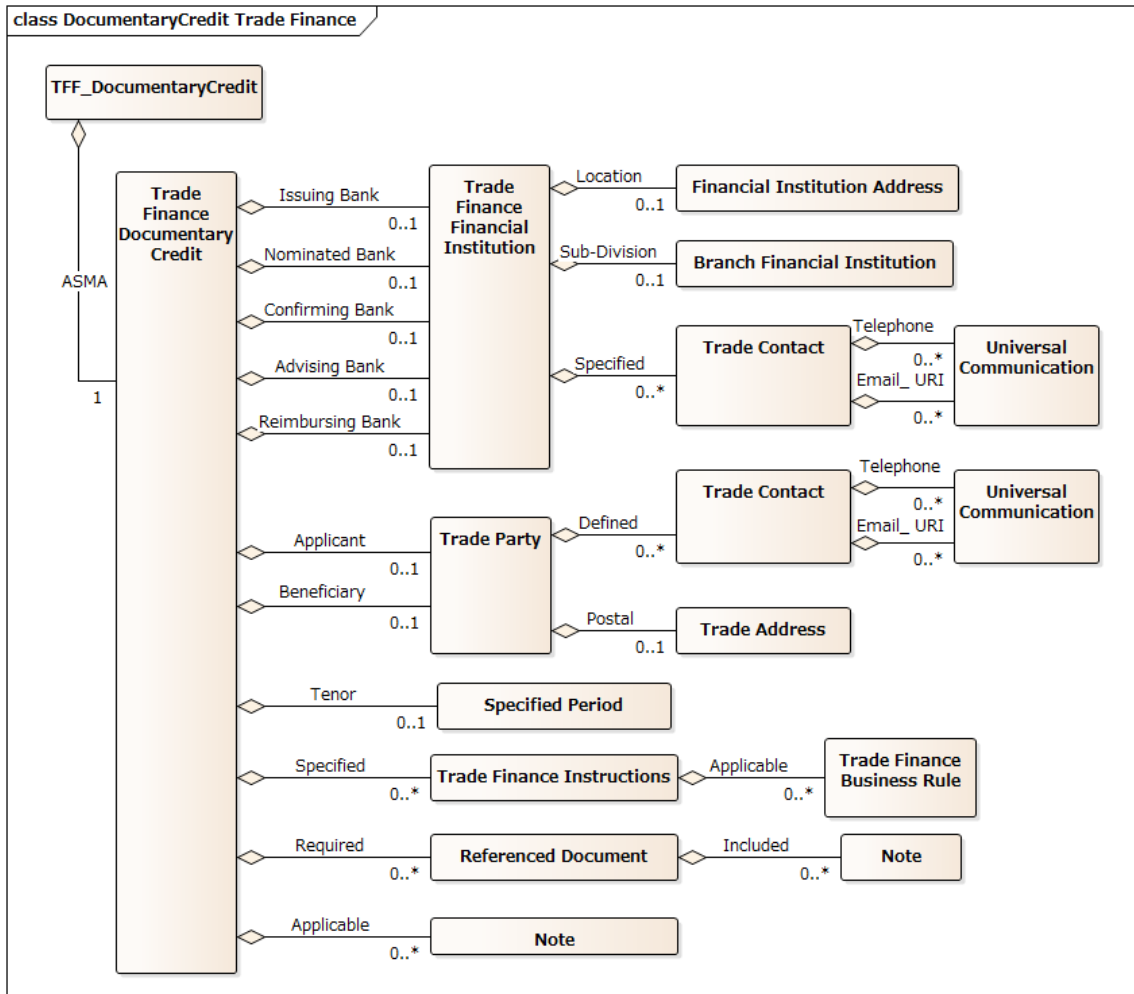 class DocumentaryCredit Trade Finance
TFF_DocumentaryCredit
ASMA
1
Trade
Finance
Documentary
Credit
Issuing Bank
0..1
Nominated Bank
0..1
Confirming Bank
0..1
Advising Bank
0..1
Reimbursing Bank
0..1
Trade
Finance
Financial
Institution
Location
0..1
Financial Institution Address
Sub-Division
0..1
Branch Financial Institution
Specified
0..*
Trade Contact
Telephone
0..*
Email_ URI
0..*
Universal
Communication
Applicant
0..1
Beneficiary
0..1
Trade Party
Defined
0..*
Trade Contact
Telephone
0..*
Email_ URI
0..*
Universal
Communication
Postal
0..1
Trade Address
Tenor
0..1
Specified Period
Specified
0..*
Trade Finance Instructions
Applicable
0..*
Trade Finance
Business Rule
Required
0..*
Referenced Document
Included
0..*
Note
Applicable
0..*
Note